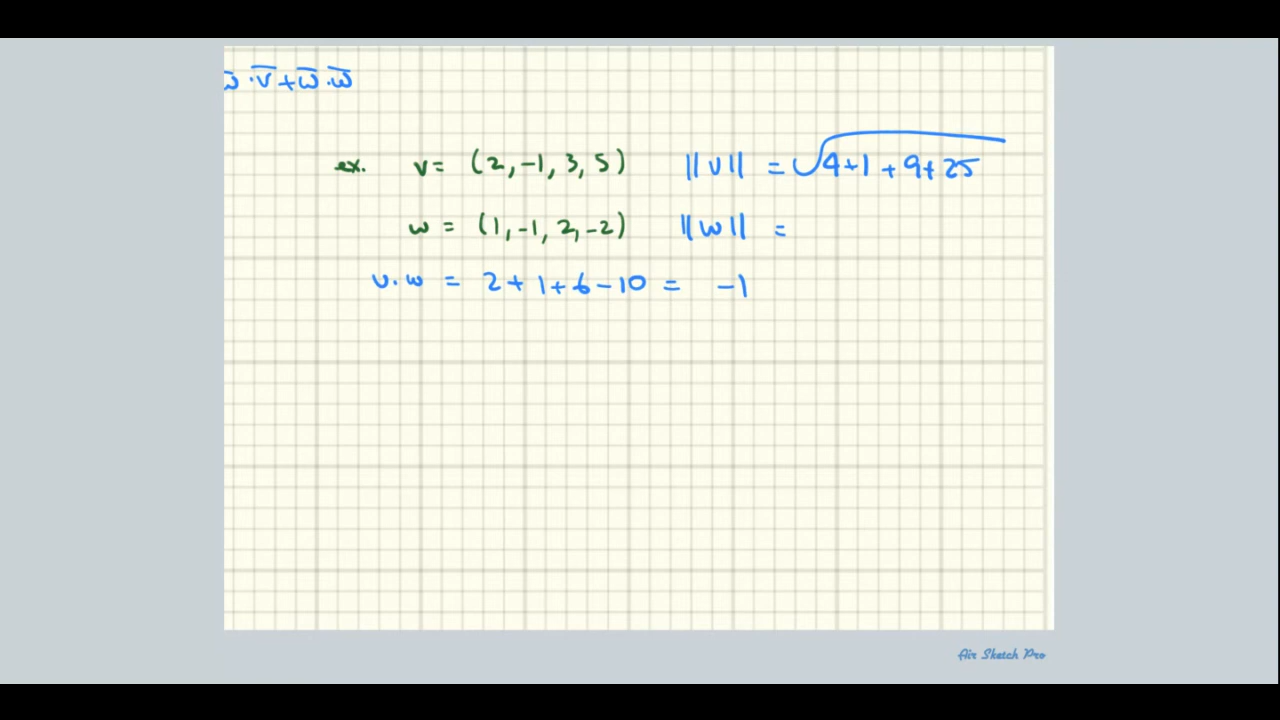 w̅ · v̅ + w̅ · w̅
ex. v = (2, -1, 3, 5) ||v|| = √(4+1+9+25)
w = (1, -1, 2, -2) ||w|| =
v.w = 2 + 1 + 6 - 10 = -1
Air Sketch Pro